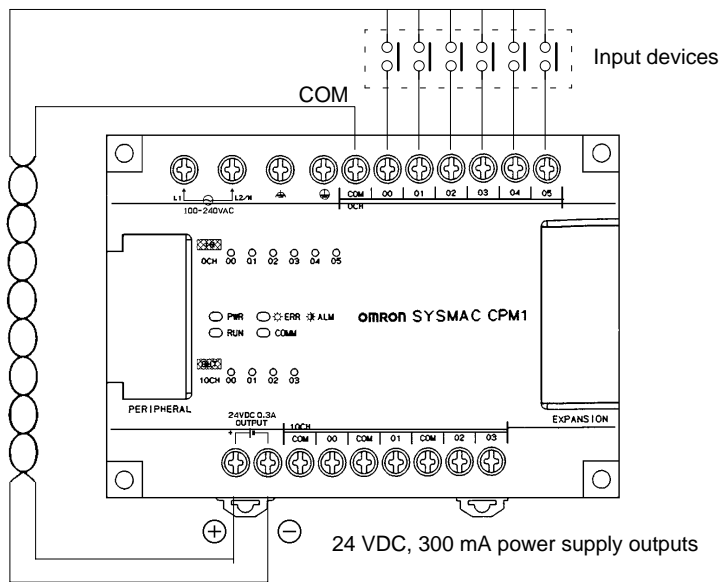 Input devices
COM
L1 L2/N COM 00 01 02 03 04 05
100-240VAC 0CH
0CH 00 01 02 03 04 05
PWR ERR ALM OMRON SYSMAC CPM1
RUN COMM
10CH 00 01 02 03
PERIPHERAL EXPANSION
24VDC 0.3A
OUTPUT
+ -
10CH
COM 00 COM 01 COM 02 03
+ −
24 VDC, 300 mA power supply outputs